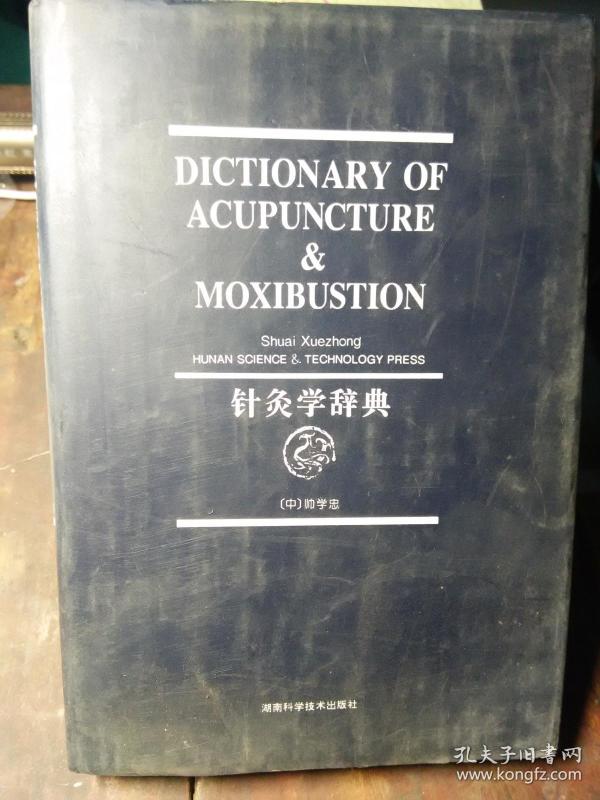 DICTIONARY OF
ACUPUNCTURE
&
MOXIBUSTION
Shuai Xuezhong
HUNAN SCIENCE & TECHNOLOGY PRESS
针灸学辞典
〔中〕帅学忠
湖南科学技术出版社
孔夫子旧書网
www.kongfz.com